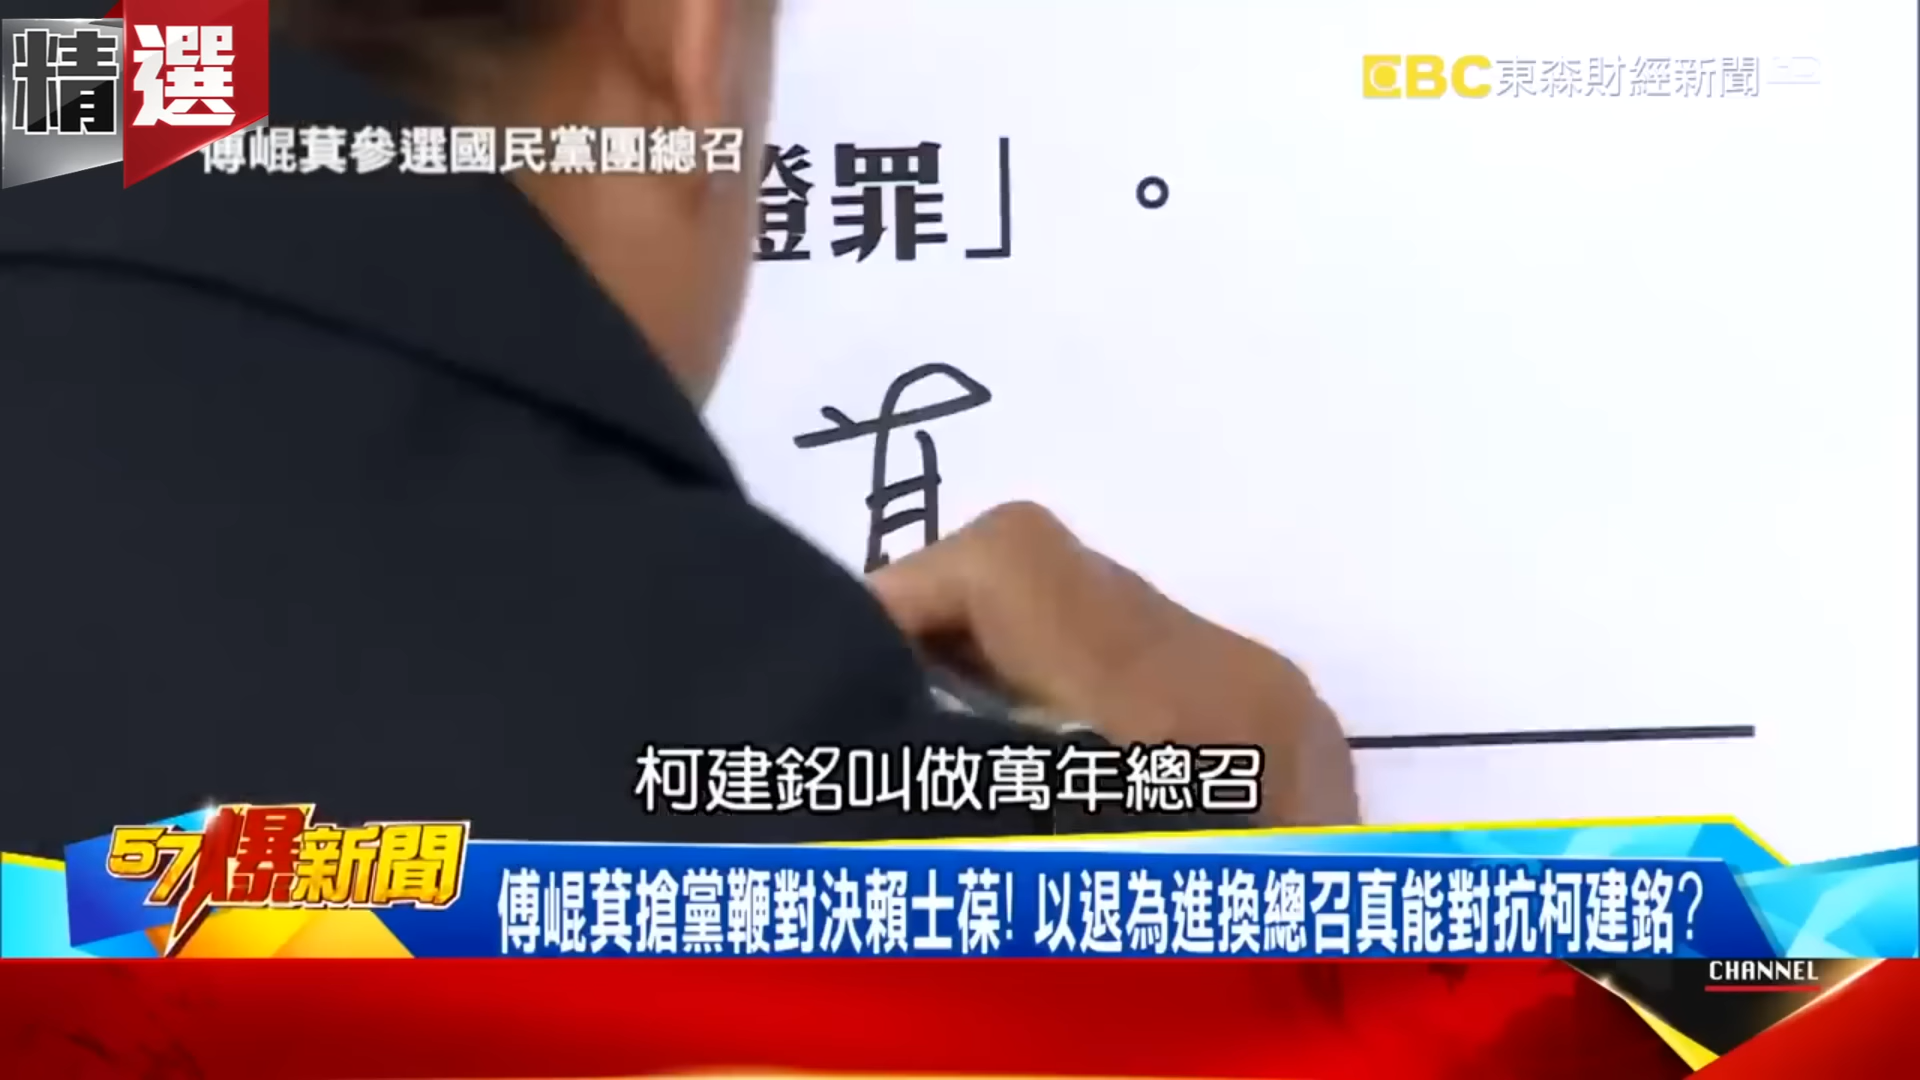 精選
EBC東森財經新聞
傅崐萁參選國民黨團總召
證罪」。
柯建銘叫做萬年總召
57爆新聞
傅崐萁搶黨鞭對決賴士葆!以退為進換總召真能對抗柯建銘?
CHANNEL